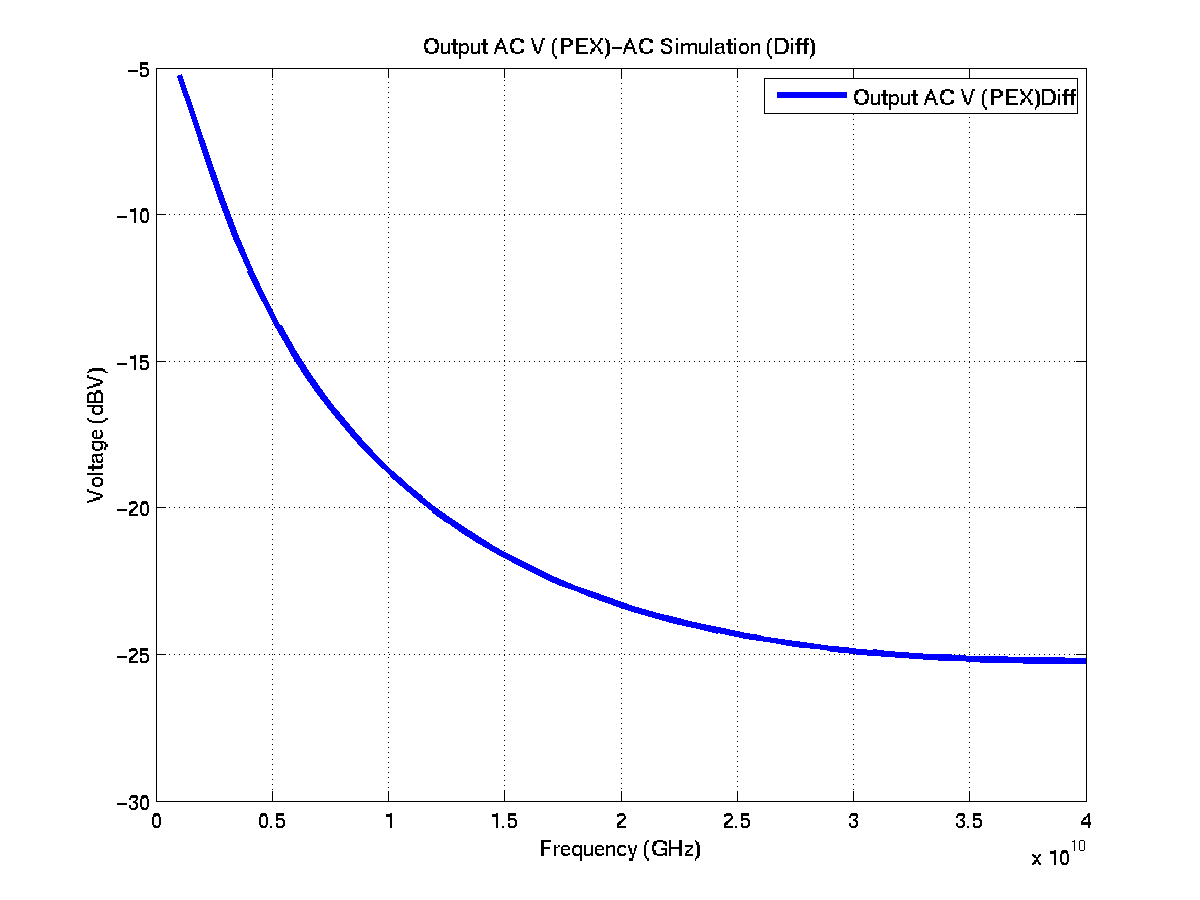 Output AC V (PEX)−AC Simulation (Diff)
Output AC V (PEX)Diff
−5
−10
−15
−20
−25
−30
Voltage (dBV)
0 0.5 1 1.5 2 2.5 3 3.5 4
Frequency (GHz)
x 10^10